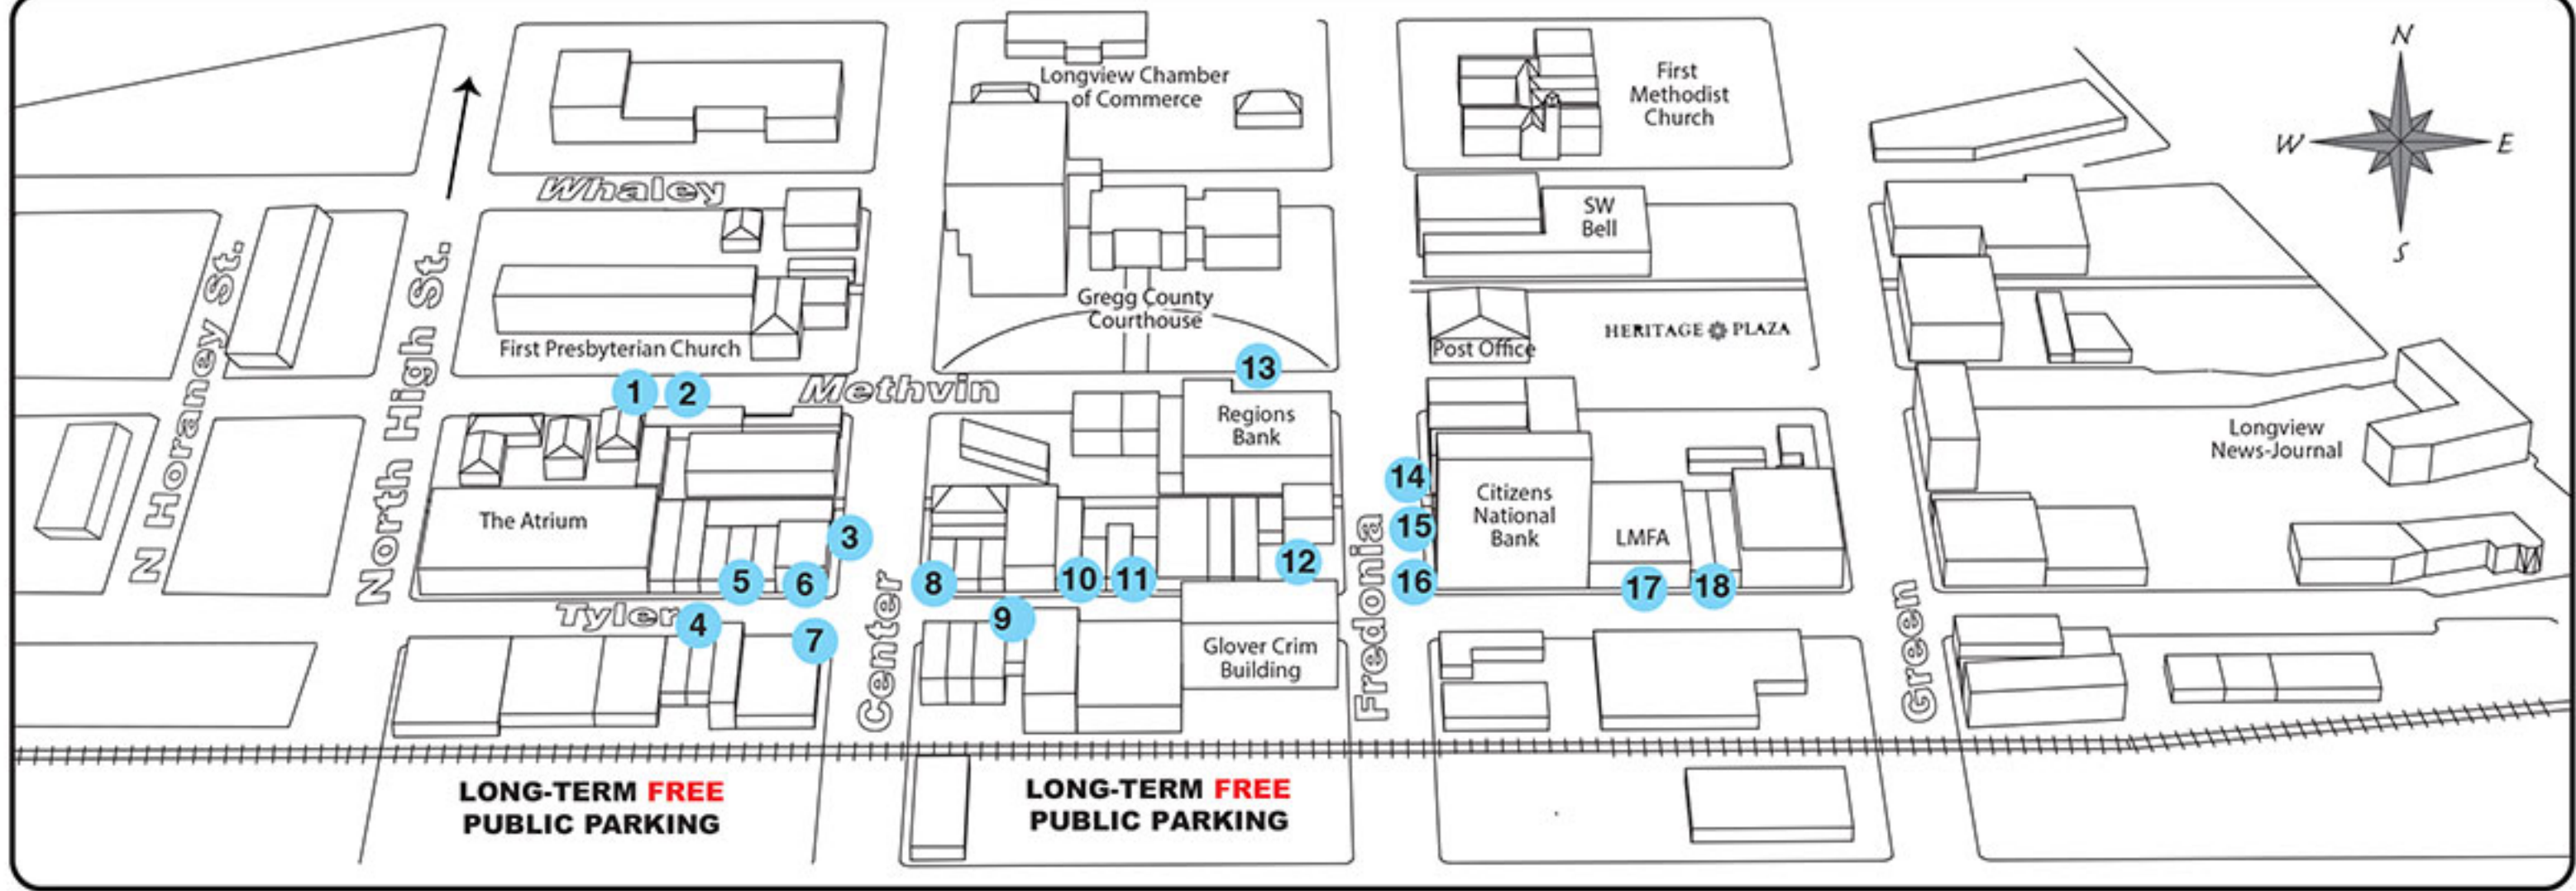 N
W
E
S
Longview Chamber
of Commerce
First
Methodist
Church
Whaley
SW
Bell
N Horaney St.
North High St.
First Presbyterian Church
Gregg County
Courthouse
Post Office
HERITAGE PLAZA
1
2
Methvin
13
Regions
Bank
Longview
News-Journal
The Atrium
3
14
15
16
Citizens
National
Bank
LMFA
5
6
8
10
11
12
17
18
Tyler
4
7
9
Center
Glover Crim
Building
Fredonia
Green
LONG-TERM FREE
PUBLIC PARKING
LONG-TERM FREE
PUBLIC PARKING